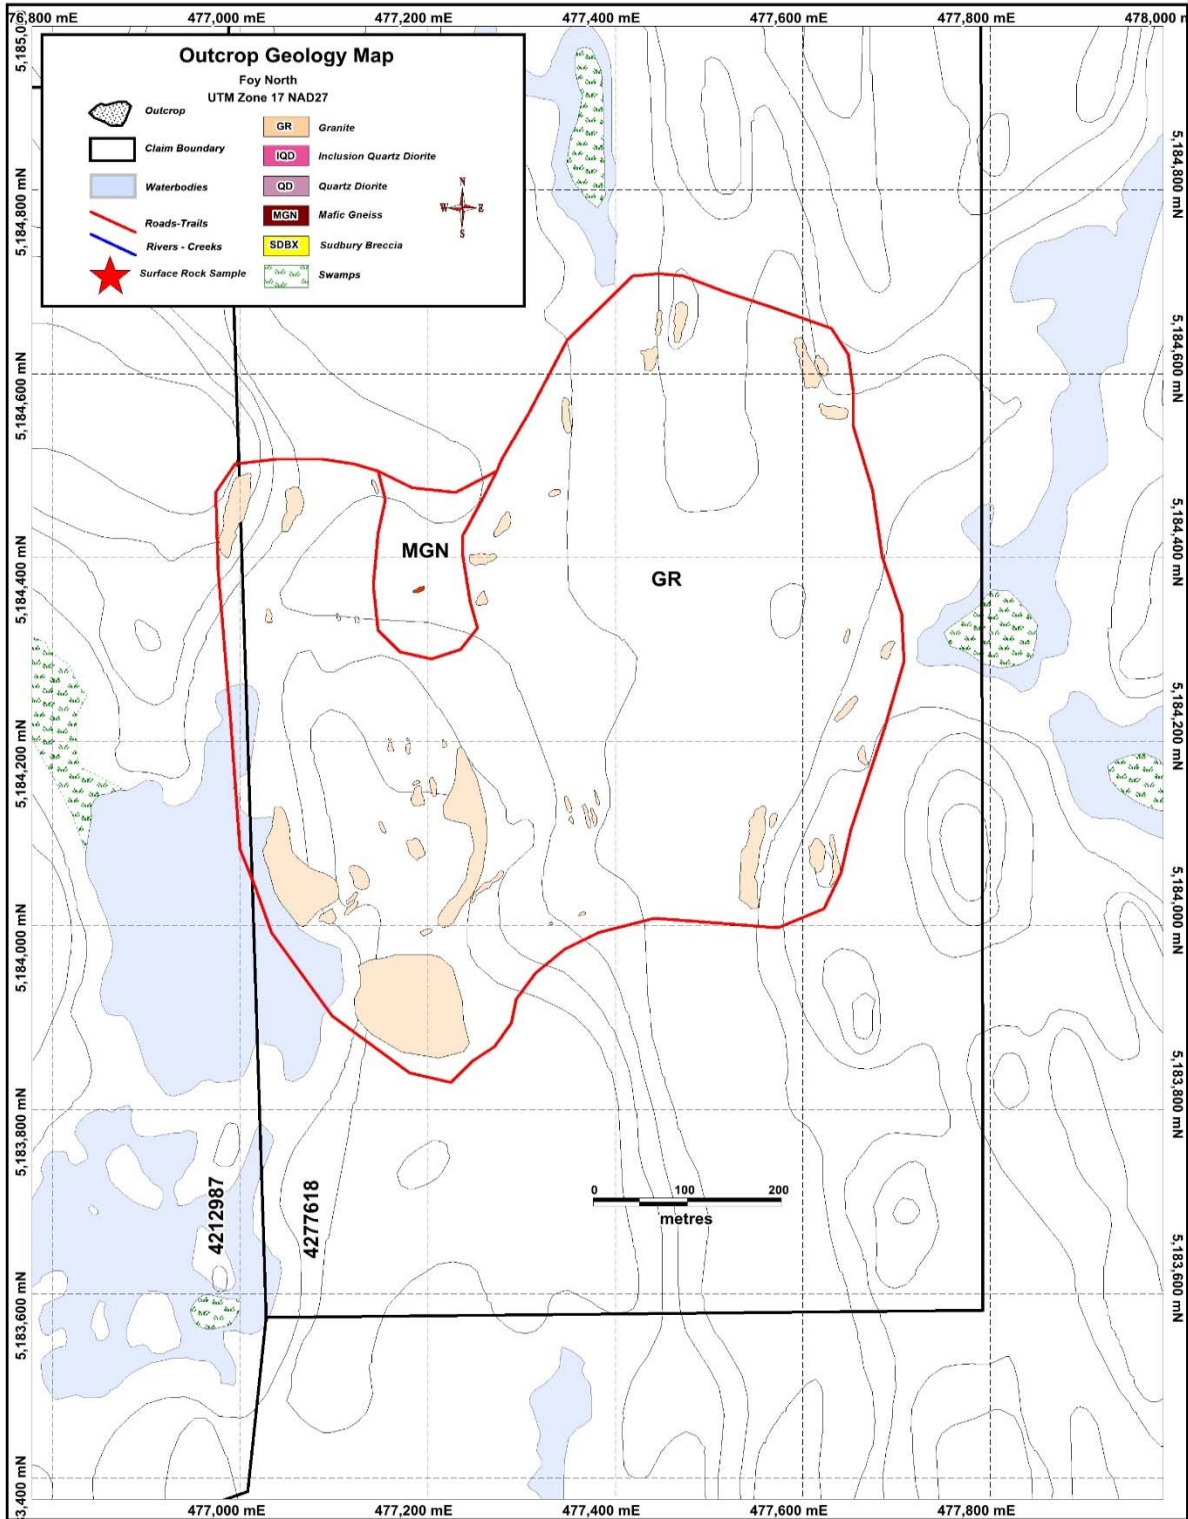 76,800 mE 477,000 mE 477,200 mE 477,400 mE 477,600 mE 477,800 mE 478,000 m
Outcrop Geology Map
Foy North
UTM Zone 17 NAD27
Outcrop
Claim Boundary
Waterbodies
Roads-Trails
Rivers - Creeks
Surface Rock Sample
GR Granite
IQD Inclusion Quartz Diorite
QD Quartz Diorite
MGN Mafic Gneiss
SDBX Sudbury Breccia
Swamps
N
W E
S
5,184,800 mN
5,184,600 mN
5,184,400 mN
5,184,200 mN
5,184,000 mN
5,183,800 mN
5,183,600 mN
MGN
GR
4212987
4277618
0 100 200
metres
5,184,800 mN
5,184,600 mN
5,184,400 mN
5,184,200 mN
5,184,000 mN
5,183,800 mN
5,183,600 mN
477,000 mE 477,200 mE 477,400 mE 477,600 mE 477,800 mE